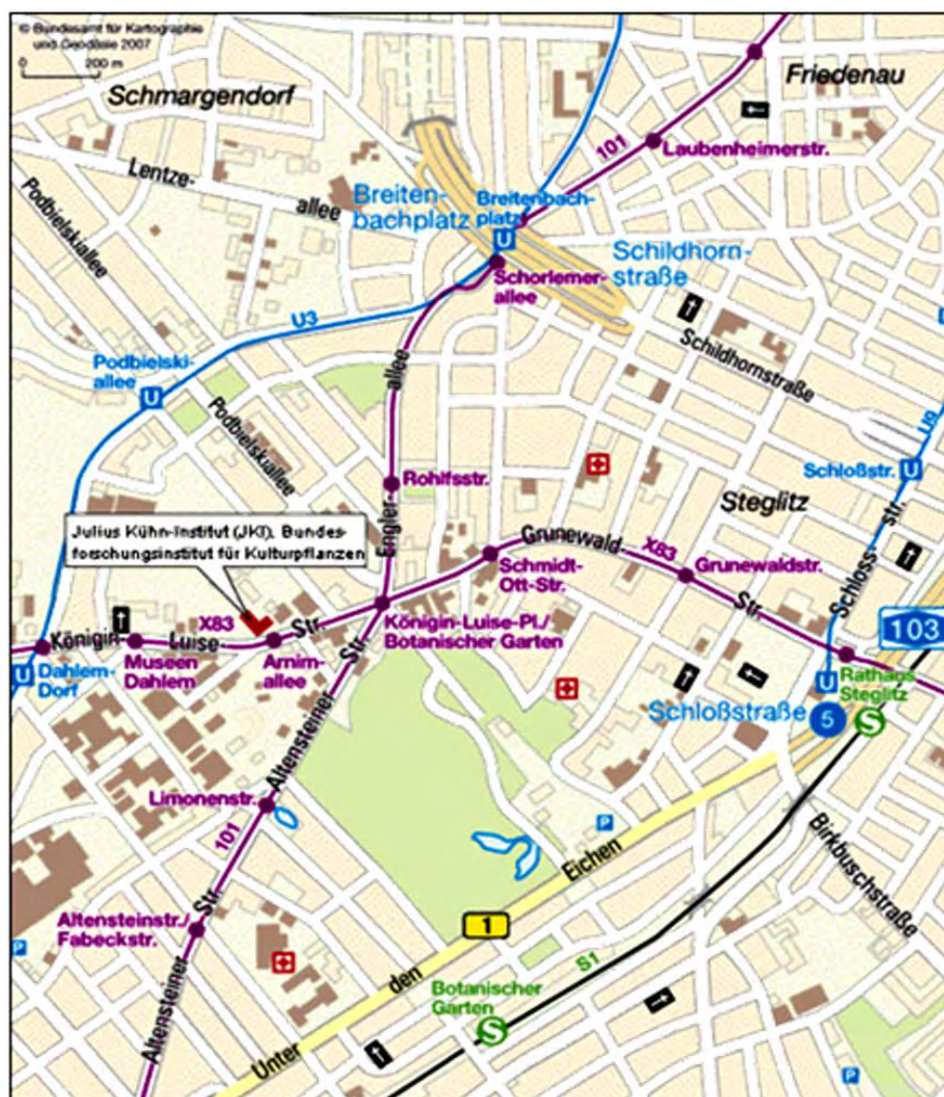 © Bundesamt für Kartographie
und Geodäsie 2007
0 200 m
Schmargendorf
Friedenau
Lentze-
allee
Podbielskiallee
101
Laubenheimerstr.
Breiten-
bachplatz
Breitenbach-
platz
U
Schildhorn-
straße
Schorlemer-
allee
U3
Podbielski-
allee
U
Schildhornstraße
allee
Podbielskiallee
U9
Schloßstr.
U
Rohlfsstr.
Steglitz
Engler-
Julius Kühn-Institut (JKI), Bundes-
forschungsinstitut für Kulturpflanzen
Grunewald-
X83
Schmidt-
Ott-Str.
Grunewaldstr.
Str.
Schloss-
str.
103
Königin-
X83
Luise-
Str.
Königin-Luise-Pl./
Botanischer Garten
Museen
Dahlem
Arnim-
allee
U
Dahlem-
Dorf
Str.
Altensteiner
U
Rathaus
Steglitz
Schloßstraße
5
S
Limonenstr.
101
P
Eichen
Birkbuschstraße
Str.
Altensteinstr./
Fabeckstr.
1
P
den
S1
Botanischer
Garten
S
Altensteiner
Unter
P